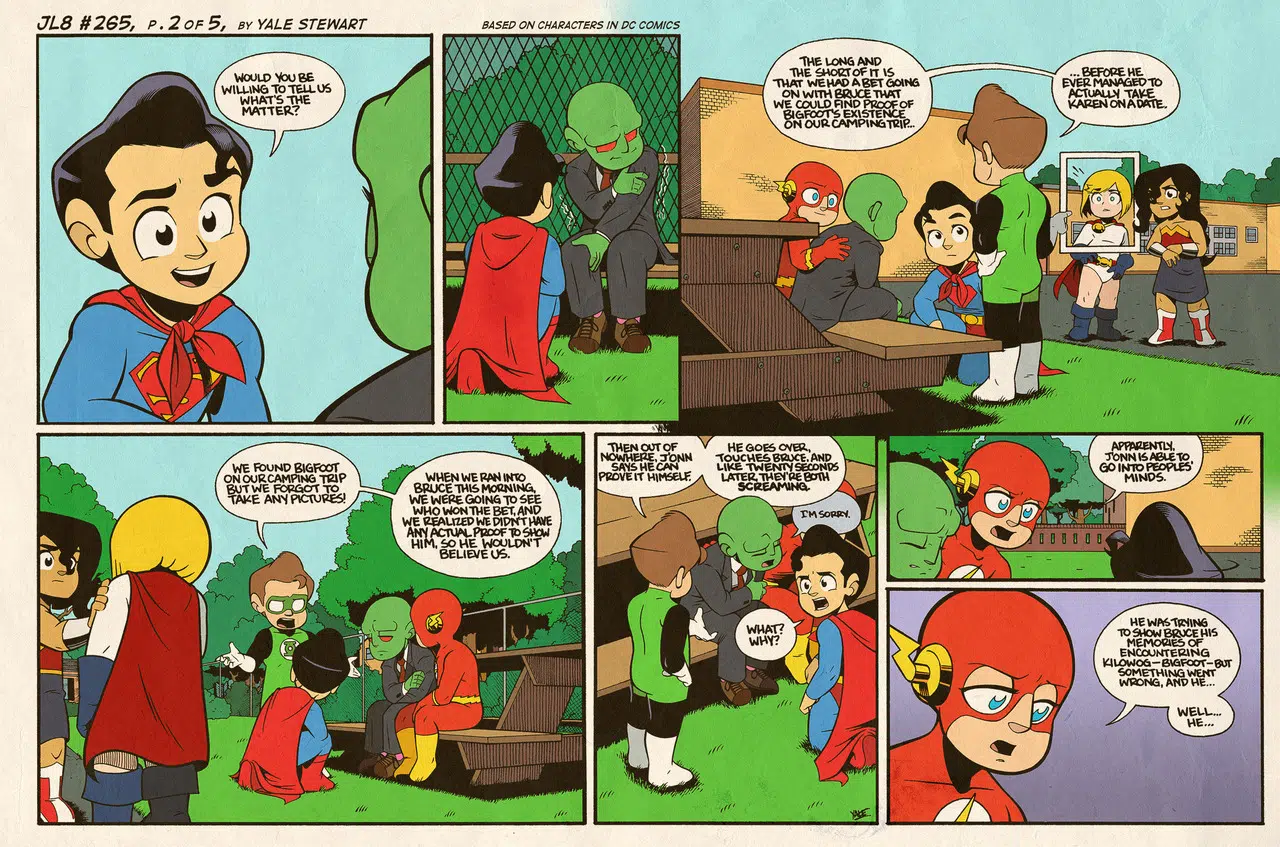 JL8 #265, P. 2 OF 5, BY YALE STEWART
BASED ON CHARACTERS IN DC COMICS
WOULD YOU BE
WILLING TO TELL US
WHAT'S THE
MATTER?
THE LONG AND
THE SHORT OF IT IS
THAT WE HAD A BET GOING
ON WITH BRUCE THAT
WE COULD FIND PROOF OF
BIGFOOT'S EXISTENCE
ON OUR CAMPING TRIP...
...BEFORE HE
EVER MANAGED TO
ACTUALLY TAKE
KAREN ON A DATE.
WE FOUND BIGFOOT
ON OUR CAMPING TRIP
BUT WE FORGOT TO
TAKE ANY PICTURES!
WHEN WE RAN INTO
BRUCE THIS MORNING,
WE WERE GOING TO SEE
WHO WON THE BET, AND
WE REALIZED WE DIDN'T HAVE
ANY ACTUAL PROOF TO SHOW
HIM, SO HE WOULDN'T
BELIEVE US.
THEN OUT OF
NOWHERE, J'ONN
SAYS HE CAN
PROVE IT HIMSELF.
HE GOES OVER,
TOUCHES BRUCE, AND
LIKE TWENTY SECONDS
LATER, THEY'RE BOTH
SCREAMING.
I'M SORRY.
WHAT?
WHY?
YALE
APPARENTLY,
J'ONN IS ABLE TO
GO INTO PEOPLES'
MINDS.
HE WAS TRYING
TO SHOW BRUCE HIS
MEMORIES OF
ENCOUNTERING
KILOWOG—BIGFOOT—BUT
SOMETHING WENT
WRONG, AND HE...
WELL...
HE...